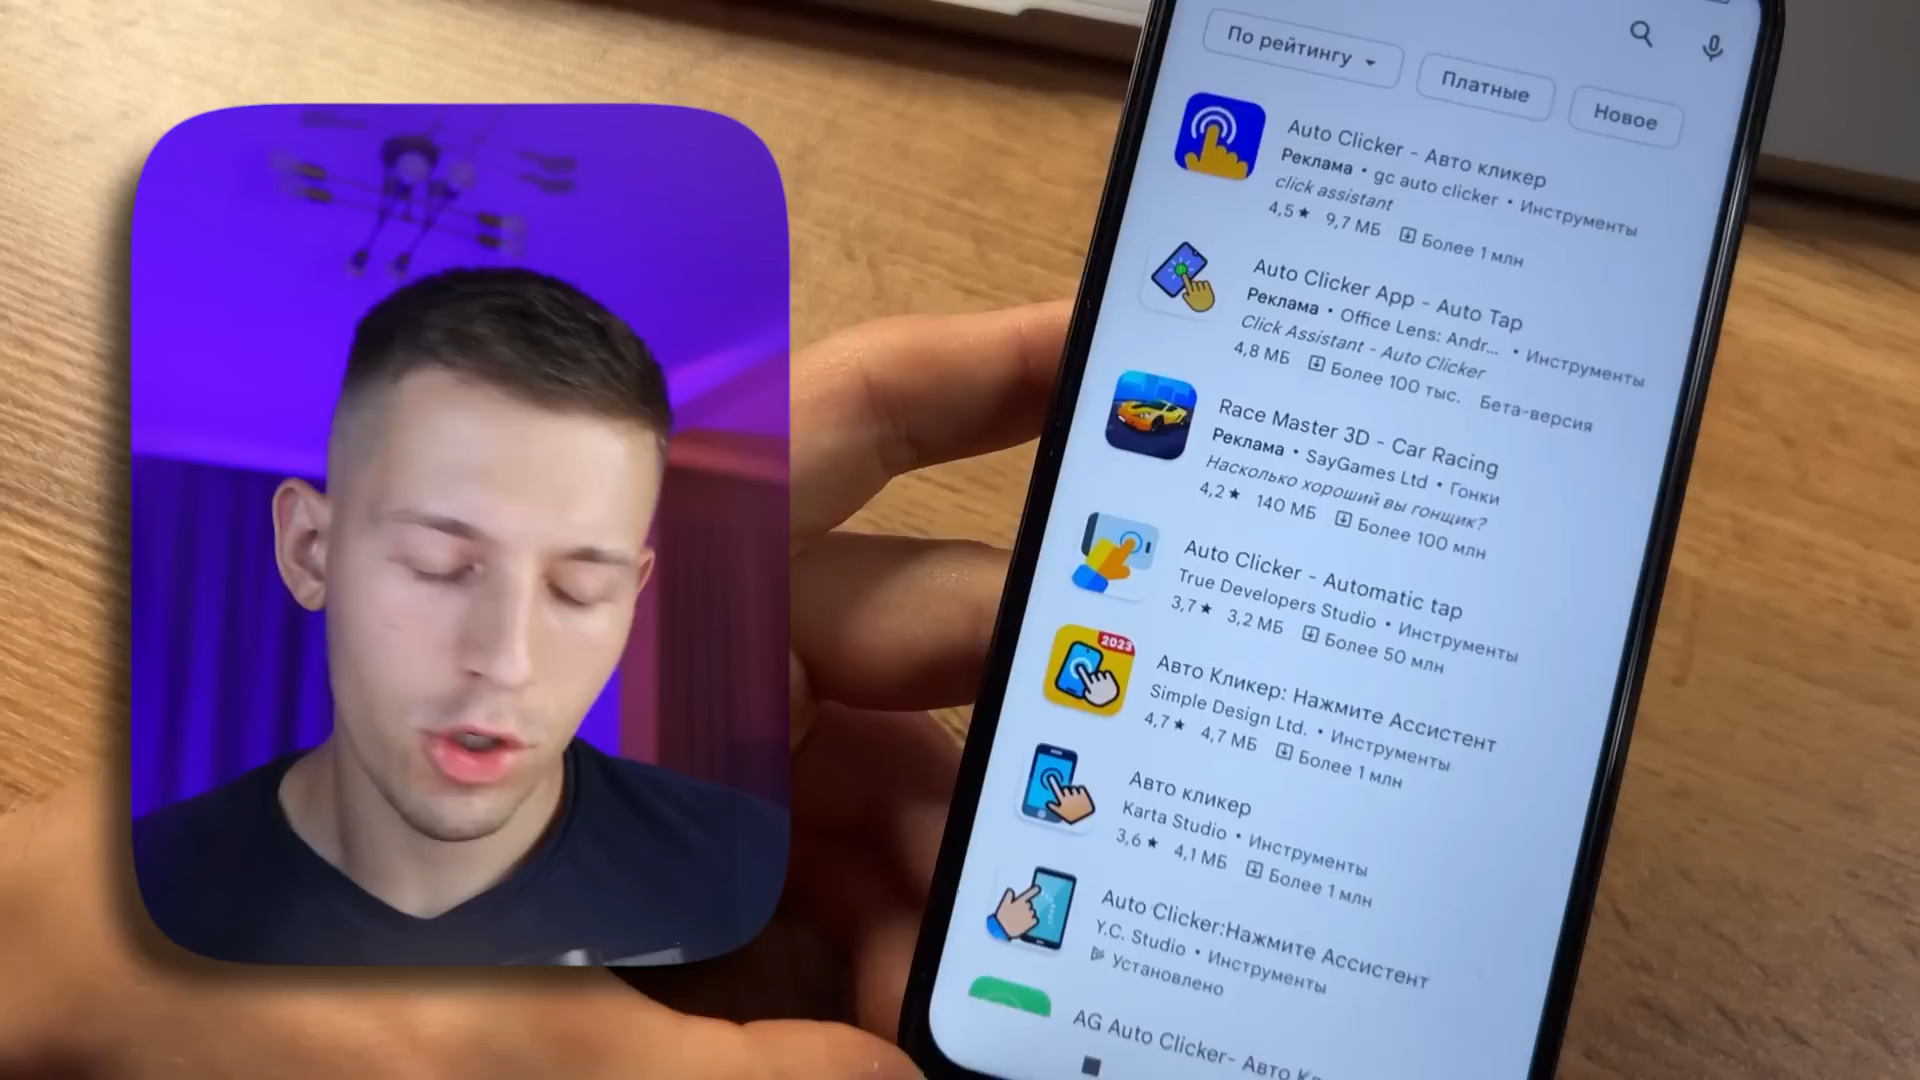 По рейтингу
Платные
Новое
Auto Clicker - Авто кликер
Реклама • gc auto clicker • Инструменты
click assistant
4,5★ 9,7 МБ Более 1 млн
Auto Clicker App - Auto Tap
Реклама • Office Lens: Andr... • Инструменты
Click Assistant - Auto Clicker
4,8 МБ Более 100 тыс. Бета-версия
Race Master 3D - Car Racing
Реклама • SayGames Ltd • Гонки
Насколько хороший вы гонщик?
4,2★ 140 МБ Более 100 млн
Auto Clicker - Automatic tap
True Developers Studio • Инструменты
3,7★ 3,2 МБ Более 50 млн
2023
Авто Кликер: Нажмите Ассистент
Simple Design Ltd. • Инструменты
4,7★ 4,7 МБ Более 1 млн
Авто кликер
Karta Studio • Инструменты
3,6★ 4,1 МБ Более 1 млн
Auto Clicker:Нажмите Ассистент
Y.C. Studio • Инструменты
Установлено
AG Auto Clicker- Авто